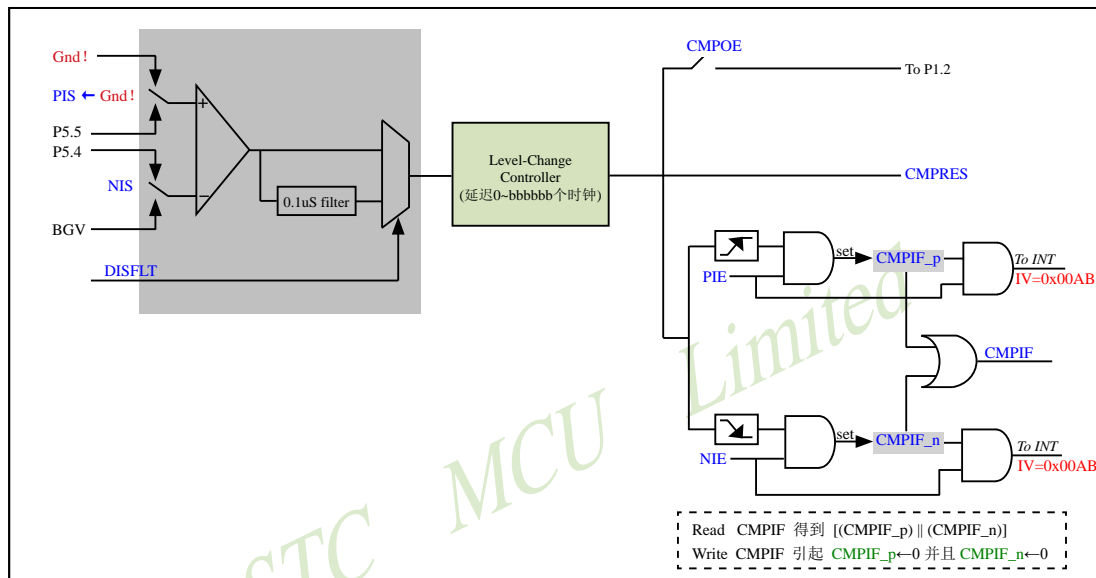 Gnd!
PIS ← Gnd!
P5.5
P5.4
NIS
BGV
DISFLT
+
−
0.1uS filter
Level-Change
Controller
(延迟0~bbbbbb个时钟)
CMPOE
To P1.2
CMPRES
PIE
set
CMPIF_p
To INT
IV=0x00AB
CMPIF
NIE
set
CMPIF_n
To INT
IV=0x00AB
Read CMPIF 得到 [(CMPIF_p) || (CMPIF_n)]
Write CMPIF 引起 CMPIF_p←0 并且 CMPIF_n←0
STC MCU Limited